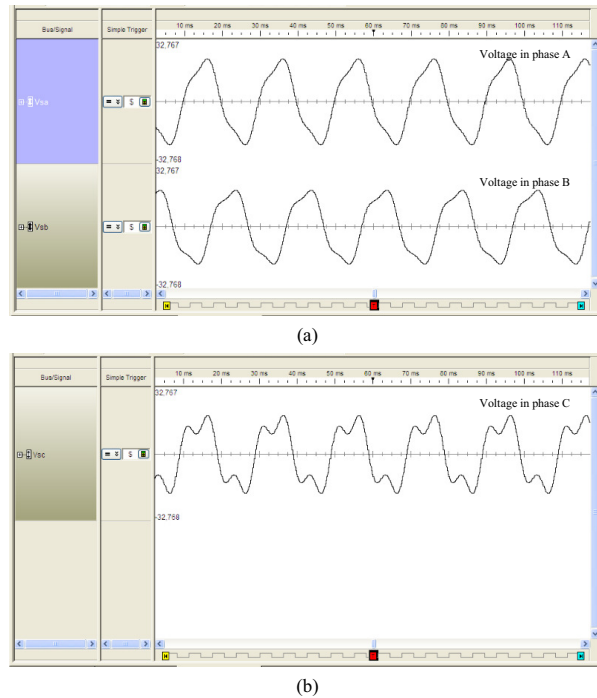 Bus/Signal Simple Trigger 10 ms 20 ms 30 ms 40 ms 50 ms 60 ms 70 ms 80 ms 90 ms 100 ms 110 ms
32,767
Voltage in phase A
Vsa = $
-32,768
32,767
Voltage in phase B
Vsb = $
-32,768
(a)
Bus/Signal Simple Trigger 10 ms 20 ms 30 ms 40 ms 50 ms 60 ms 70 ms 80 ms 90 ms 100 ms 110 ms
32,767
Voltage in phase C
Vsc = $
-32,768
(b)